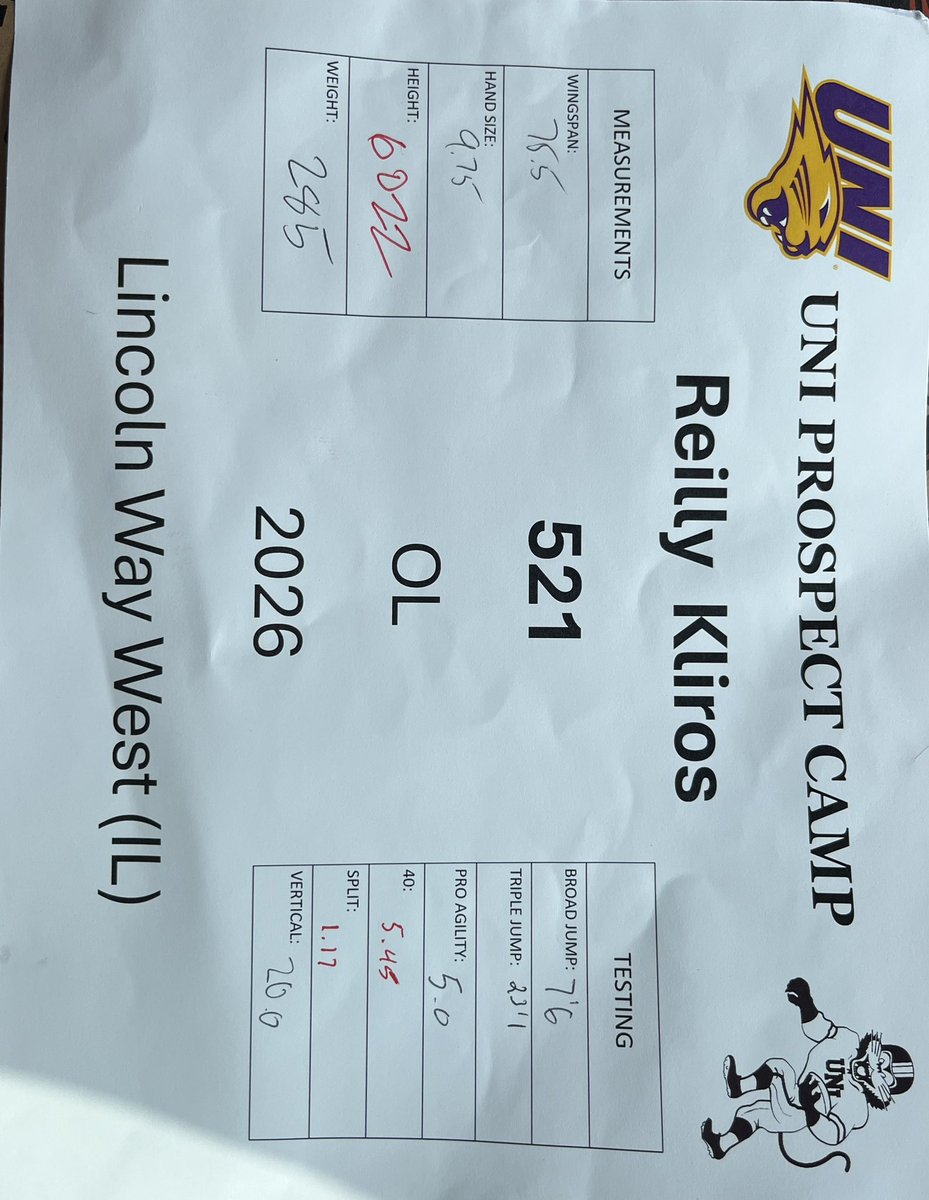 UNI
UNI PROSPECT CAMP
UNI
Reilly Kliros
521
OL
2026
Lincoln Way West (IL)
MEASUREMENTS
WINGSPAN: 78.5
HAND SIZE: 9.75
HEIGHT: 6022
WEIGHT: 285
TESTING
BROAD JUMP: 7'6
TRIPLE JUMP: 23'1
PRO AGILITY: 5.0
40: 5.45
SPLIT: 1.17
VERTICAL: 20.0